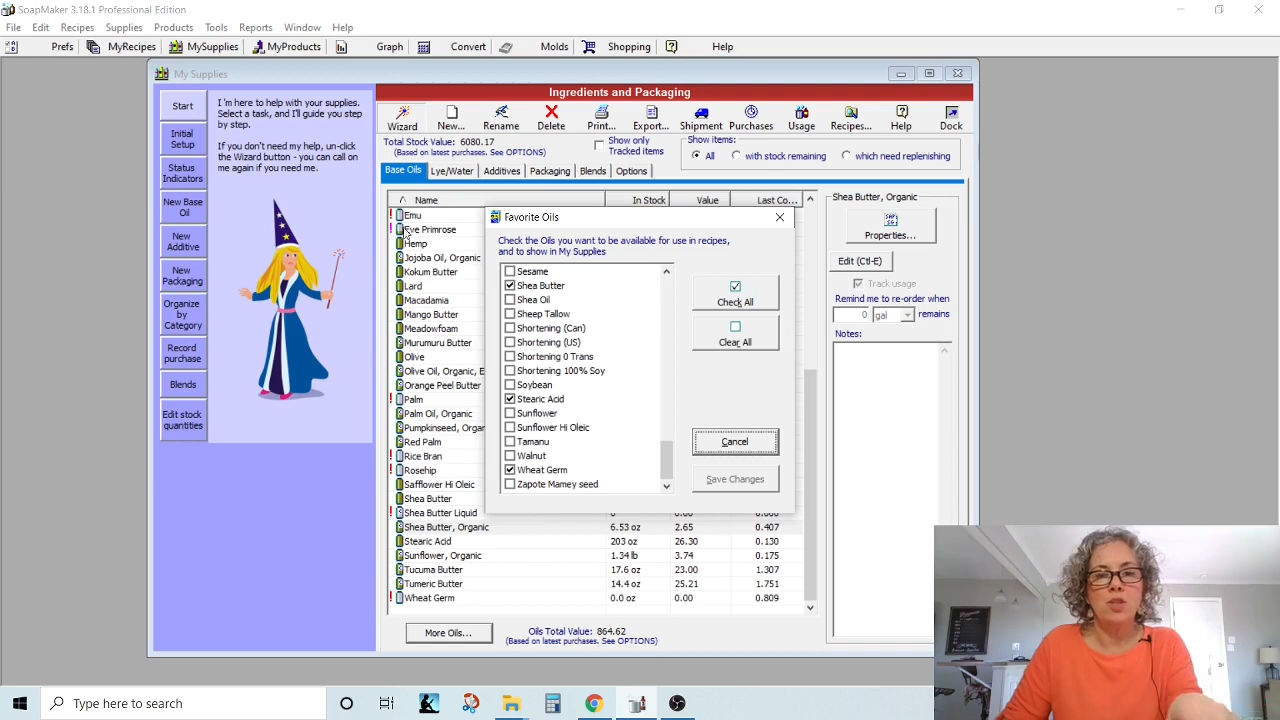 SoapMaker 3.18.1 Professional Edition
File Edit Recipes Supplies Products Tools Reports Window Help
Prefs MyRecipes MySupplies MyProducts Graph Convert Molds Shopping Help
My Supplies
Start
Initial
Setup
Status
Indicators
New Base
Oil
New
Additive
New
Packaging
Organize
by
Category
Record
purchase
Blends
Edit stock
quantities
I 'm here to help with your supplies.
Select a task, and I'll guide you step
by step.
If you don't need my help, un-click
the Wizard button - you can call on
me again if you need me.
Ingredients and Packaging
Wizard New... Rename Delete Print... Export... Shipment Purchases Usage Recipes... Help Dock
Total Stock Value: 6080.17
(Based on latest purchases. See OPTIONS)
Show only
Tracked items
Show items:
All with stock remaining which need replenishing
Base Oils Lye/Water Additives Packaging Blends Options
Name In Stock Value Last Co...
Emu
Eve Primrose
Hemp
Jojoba Oil, Organic
Kokum Butter
Lard
Macadamia
Mango Butter
Meadowfoam
Murumuru Butter
Olive
Olive Oil, Organic, E
Orange Peel Butter
Palm
Palm Oil, Organic
Pumpkinseed, Organ
Red Palm
Rice Bran
Rosehip
Safflower Hi Oleic
Shea Butter
Shea Butter Liquid
Shea Butter, Organic 6.53 oz 2.65 0.407
Stearic Acid 203 oz 26.30 0.130
Sunflower, Organic 1.34 lb 3.74 0.175
Tucuma Butter 17.6 oz 23.00 1.307
Tumeric Butter 14.4 oz 25.21 1.751
Wheat Germ 0.0 oz 0.00 0.809
More Oils...
Oils Total Value: 864.62
(Based on latest purchases. See OPTIONS)
Favorite Oils
Check the Oils you want to be available for use in recipes,
and to show in My Supplies
Sesame
Shea Butter
Shea Oil
Sheep Tallow
Shortening (Can)
Shortening (US)
Shortening 0 Trans
Shortening 100% Soy
Soybean
Stearic Acid
Sunflower
Sunflower Hi Oleic
Tamanu
Walnut
Wheat Germ
Zapote Mamey seed
Check All
Clear All
Cancel
Save Changes
Shea Butter, Organic
Properties...
Edit (Ctl-E)
Track usage
Remind me to re-order when
0 gal remains
Notes:
Type here to search